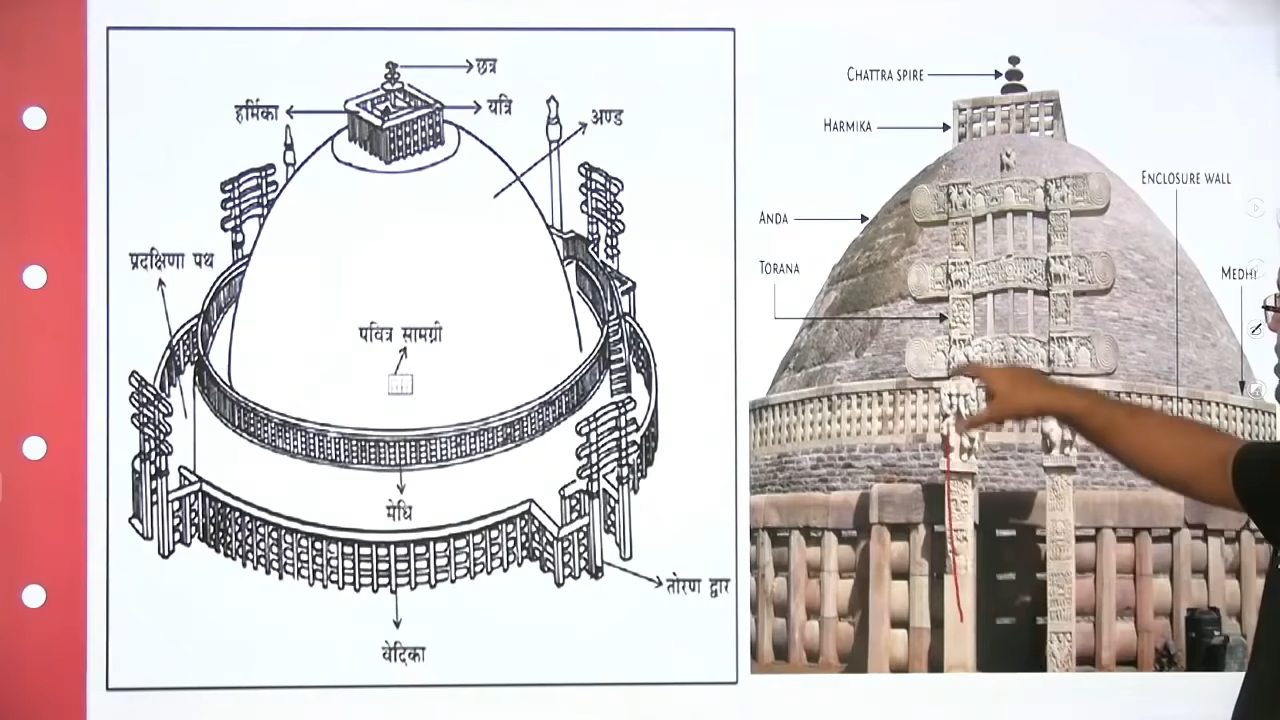 छत्र
हर्मिका
यत्रि
अण्ड
प्रदक्षिणा पथ
पवित्र सामग्री
मेधि
तोरण द्वार
वेदिका
CHATTRA SPIRE
HARMIKA
ENCLOSURE WALL
ANDA
TORANA
MEDHI